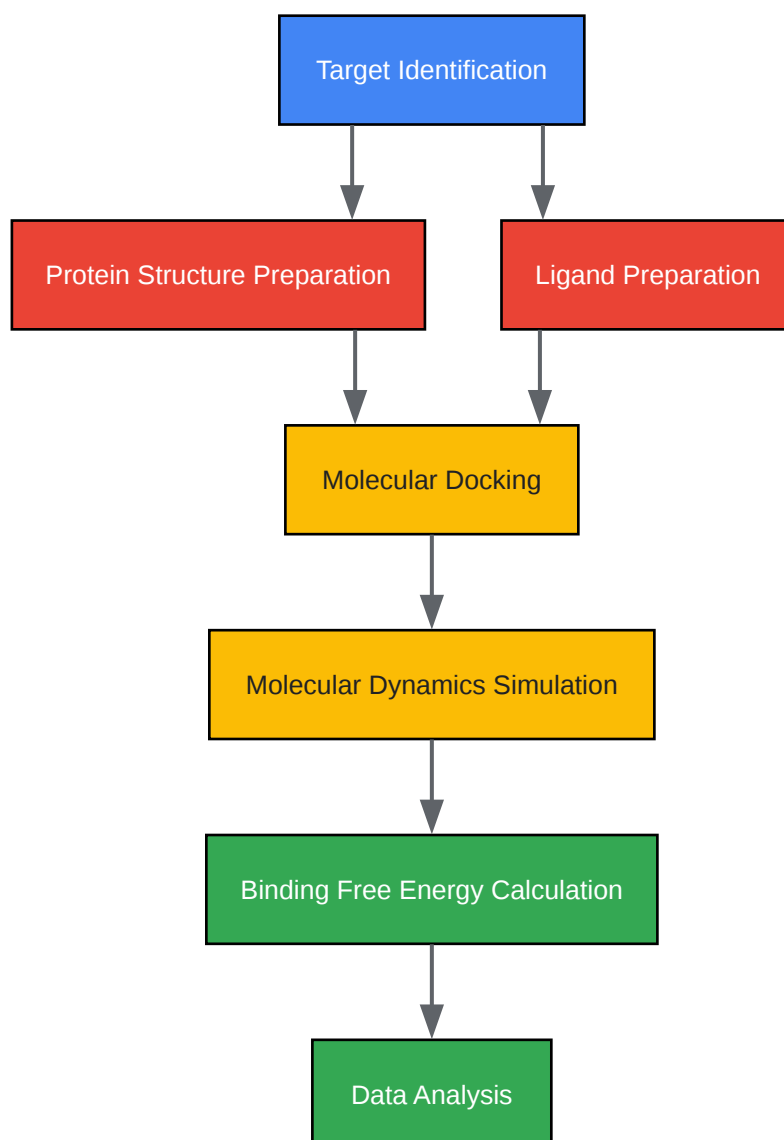 Target Identification
Protein Structure Preparation
Ligand Preparation
Molecular Docking
Molecular Dynamics Simulation
Binding Free Energy Calculation
Data Analysis